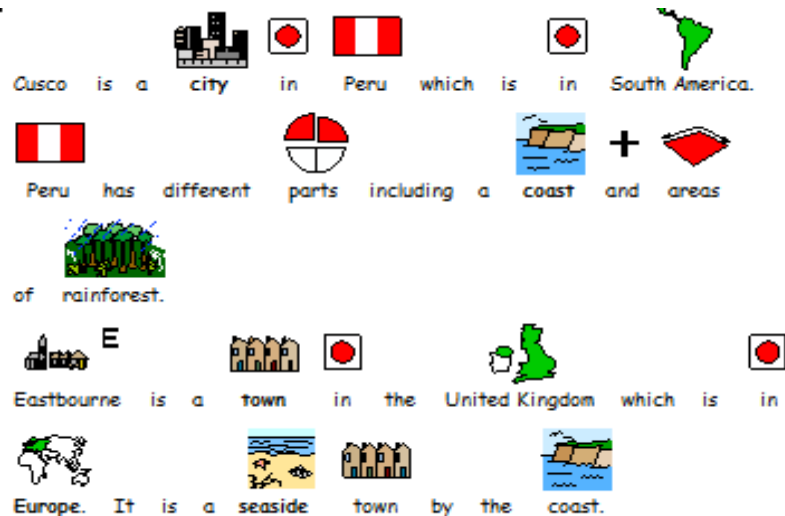 Cusco is a city in Peru which is in South America.
+
Peru has different parts including a coast and areas
of rainforest.
E
Eastbourne is a town in the United Kingdom which is in
Europe. It is a seaside town by the coast.